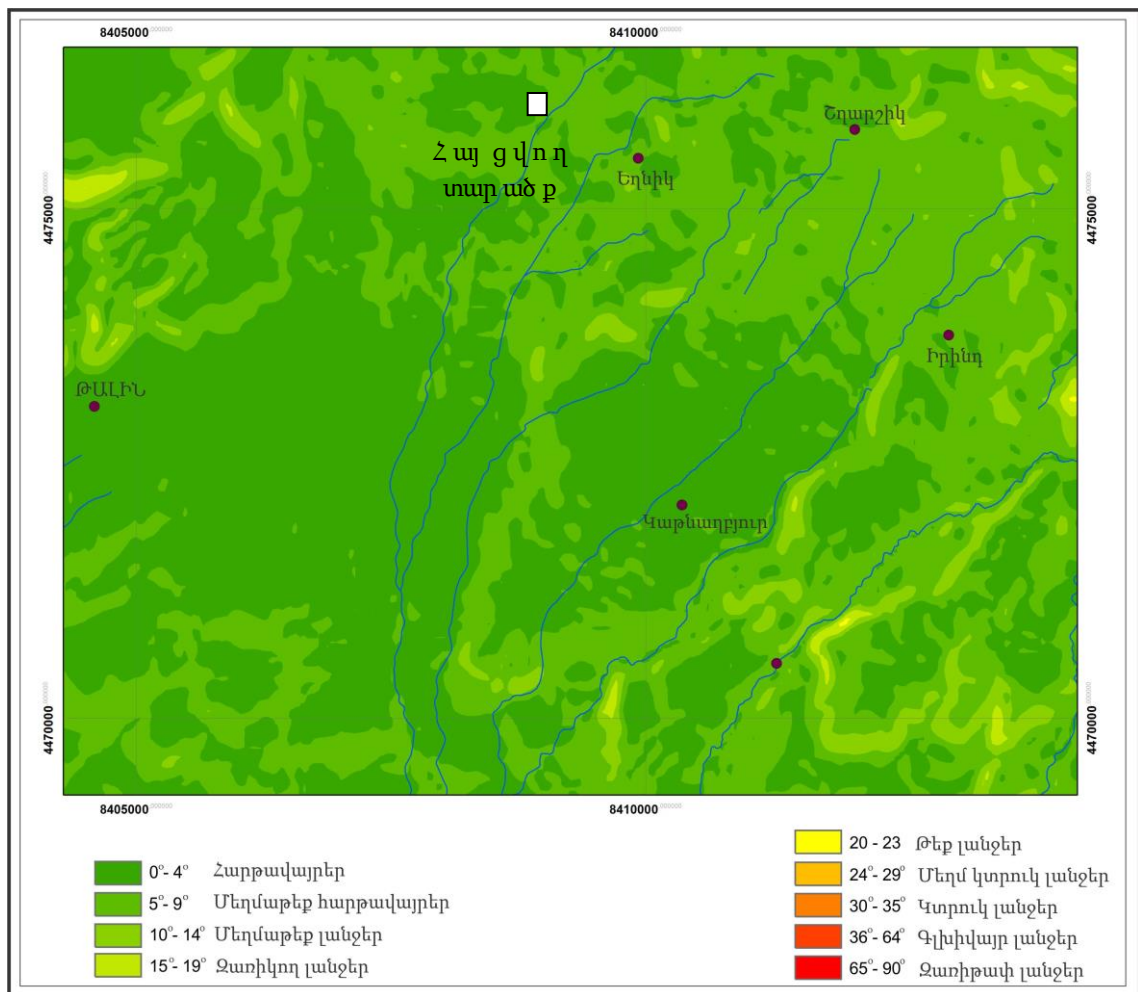 8405000 8410000
Շղարշիկ
Հայցվող
տարածք
Եղնիկ
4475000 4475000
Իրինդ
ԹԱԼԻՆ
Կաթնաղբյուր
4470000 4470000
8405000 8410000
0°- 4° Հարթավայրեր
5°- 9° Մեղմաթեք հարթավայրեր
10°- 14° Մեղմաթեք լանջեր
15°- 19° Զառիկող լանջեր
20 - 23 Թեք լանջեր
24°- 29° Մեղմ կտրուկ լանջեր
30°- 35° Կտրուկ լանջեր
36°- 64° Գլխիվայր լանջեր
65°- 90° Զառիթափ լանջեր